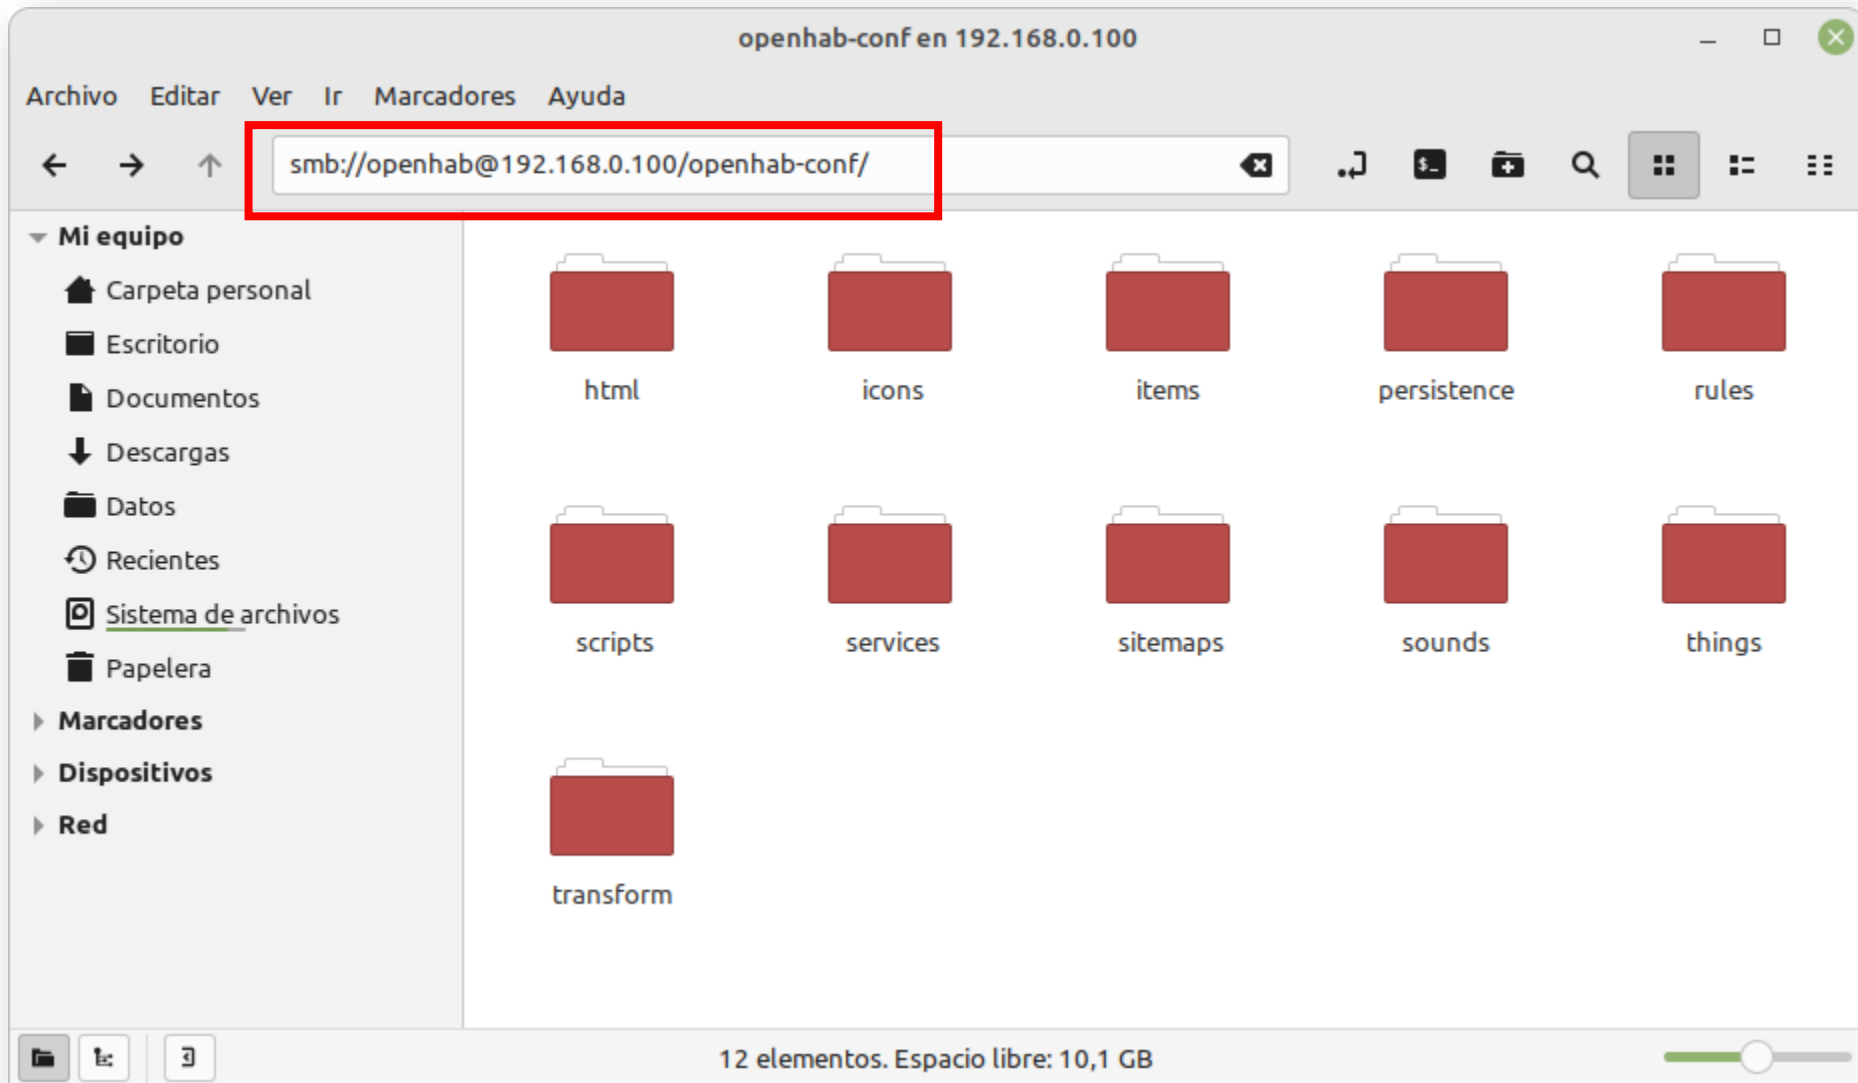 openhab-conf en 192.168.0.100
Archivo Editar Ver Ir Marcadores Ayuda
smb://openhab@192.168.0.100/openhab-conf/
Mi equipo
Carpeta personal
Escritorio
Documentos
Descargas
Datos
Recientes
Sistema de archivos
Papelera
Marcadores
Dispositivos
Red
html icons items persistence rules
scripts services sitemaps sounds things
transform
12 elementos. Espacio libre: 10,1 GB